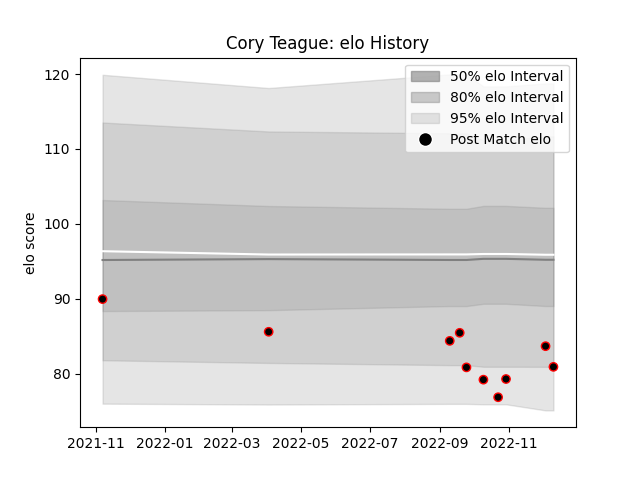 Cory Teague: elo History
50% elo Interval
80% elo Interval
95% elo Interval
Post Match elo
elo score
120
110
100
90
80
2021-11
2022-01
2022-03
2022-05
2022-07
2022-09
2022-11